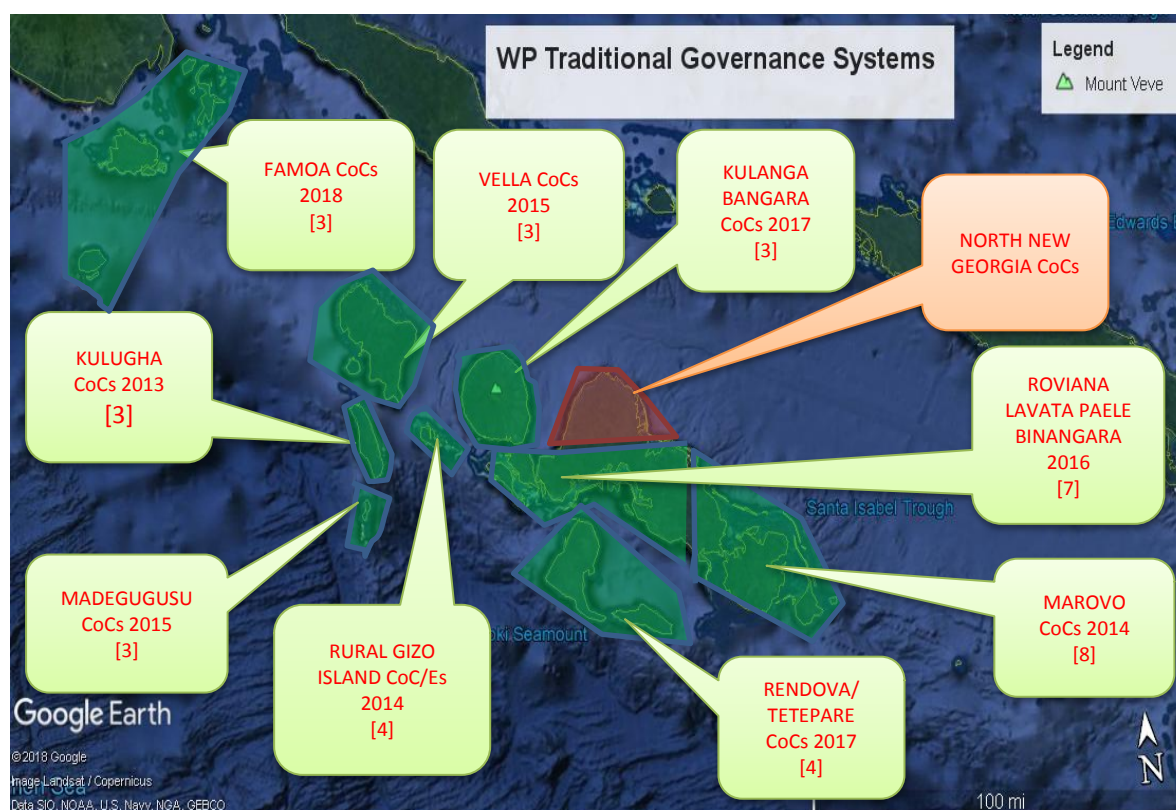 WP Traditional Governance Systems
Legend
Mount Veve
FAMOA CoCs
2018
[3]
VELLA CoCs
2015
[3]
KULANGA
BANGARA
CoCs 2017
[3]
NORTH NEW
GEORGIA CoCs
Edwards
KULUGHA
CoCs 2013
[3]
ROVIANA
LAVATA PAELE
BINANGARA
2016
[7]
Santa Isabel Trough
MADEGUGUSU
CoCs 2015
[3]
RURAL GIZO
ISLAND CoC/Es
2014
[4]
oki Seamount
RENDOVA/
TETEPARE
CoCs 2017
[4]
MAROVO
CoCs 2014
[8]
Google Earth
©2018 Google
Image Landsat / Copernicus
Data SIO, NOAA, U.S. Navy, NGA, GEBCO
100 mi
N